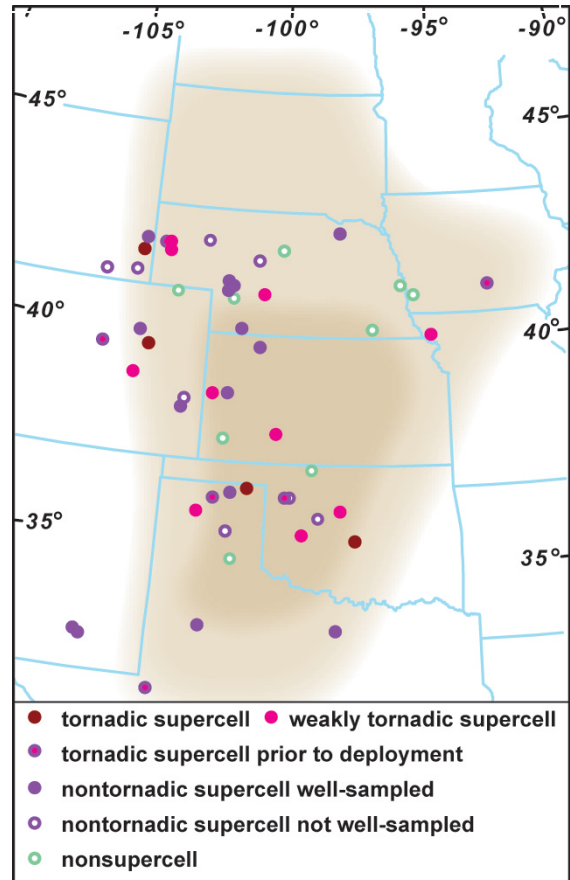 -105° -100° -95° -90°
45° 45°
40° 40°
35° 35°
tornadic supercell weakly tornadic supercell
tornadic supercell prior to deployment
nontornadic supercell well-sampled
nontornadic supercell not well-sampled
nonsupercell